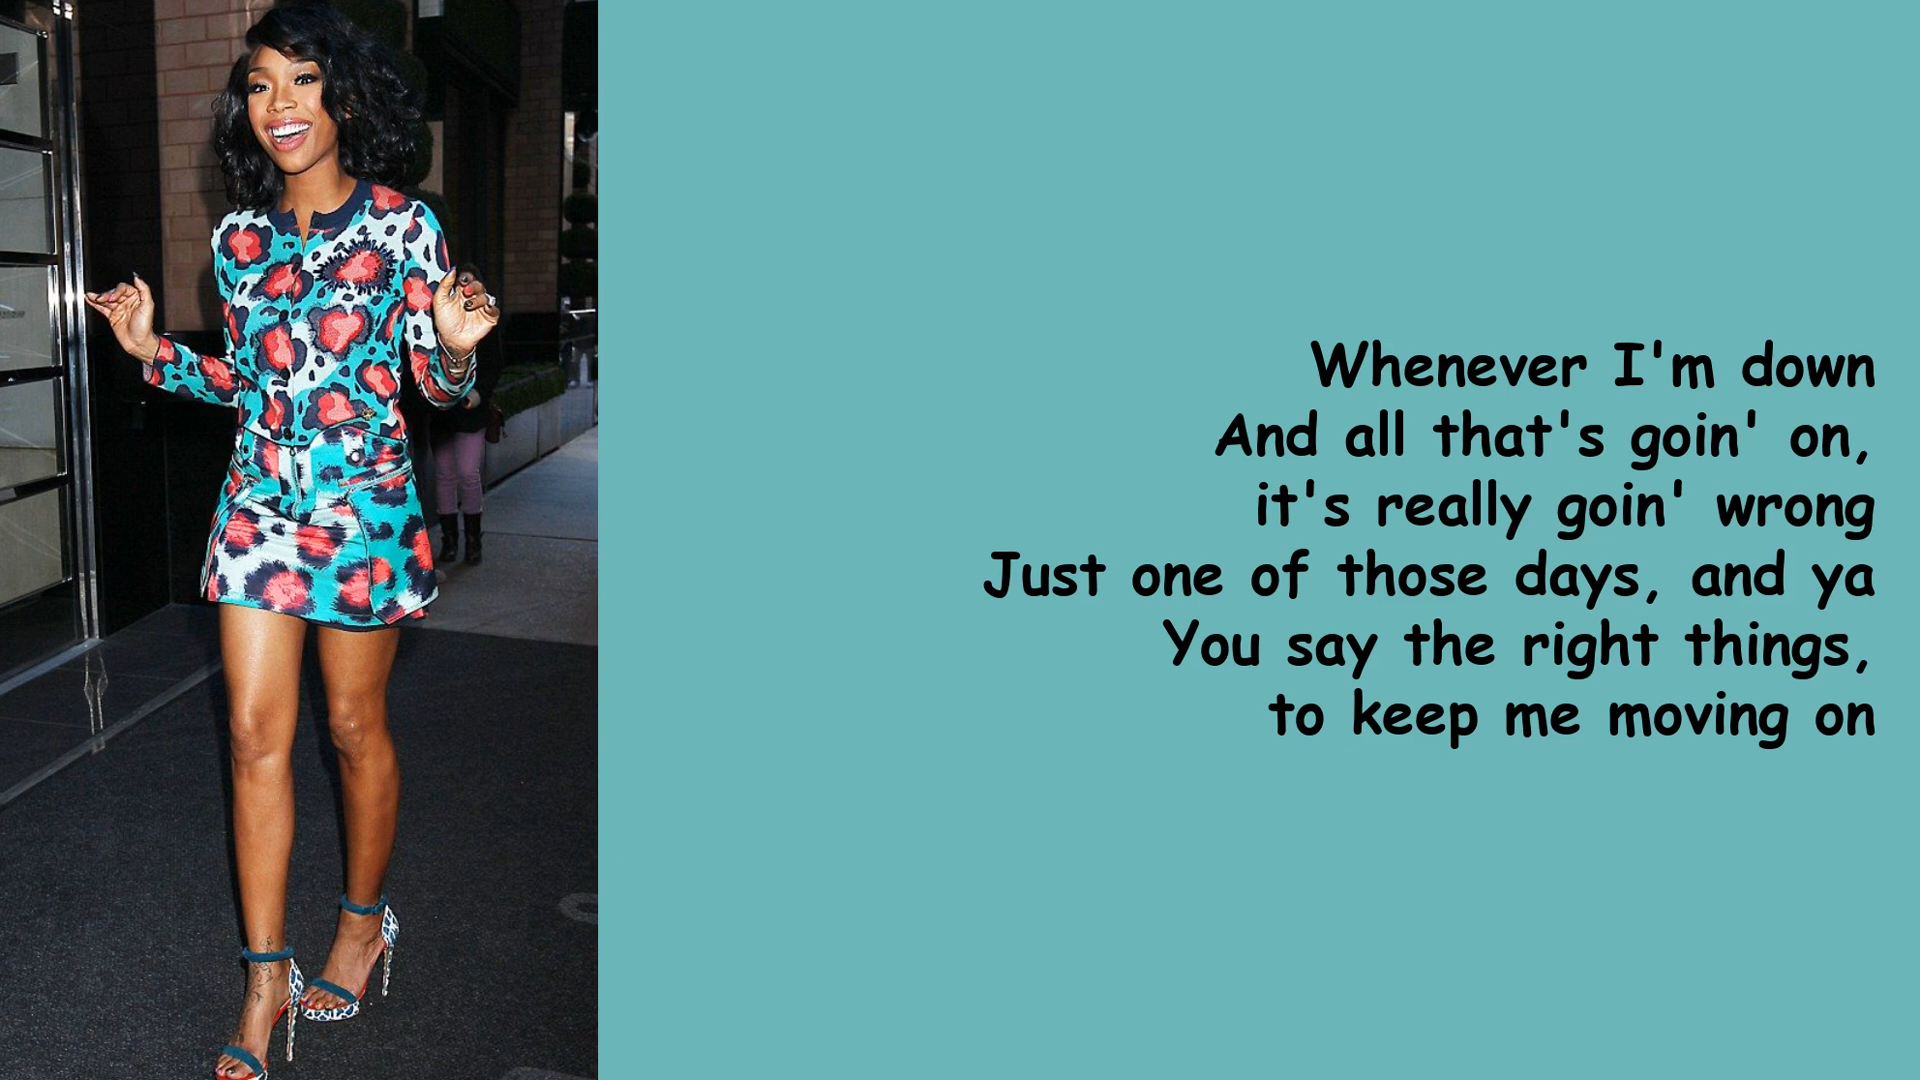 Whenever I'm down
And all that's goin' on,
it's really goin' wrong
Just one of those days, and ya
You say the right things,
to keep me moving on